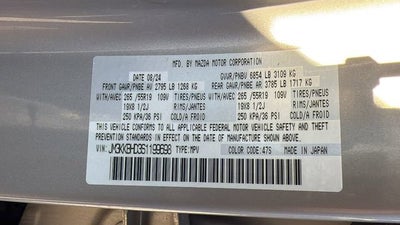 MFD. BY MAZDA MOTOR CORPORATION
DATE 08/24 GVWR/PNBV 6854 LB 3109 KG
FRONT GAWR/PNBE AV 2795 LB 1268 KG REAR GAWR/PNBE AR 3785 LB 1717 KG
WITH/AVEC 265 /55R19 109V WITH/AVEC 265 /55R19 109V
RIMS/JANTES 19X8 1/2J RIMS/JANTES 19X8 1/2J
250 KPA/36 PSI COLD/A FROID 250 KPA/36 PSI COLD/A FROID
THIS VEHICLE CONFORMS TO ALL APPLICABLE FEDERAL MOTOR VEHICLE SAFETY AND THEFT
PREVENTION STANDARDS IN EFFECT ON THE DATE OF MANUFACTURE SHOWN ABOVE.
VIN: TYPE:MPV COLOR CODE:47S MADE IN JAPAN